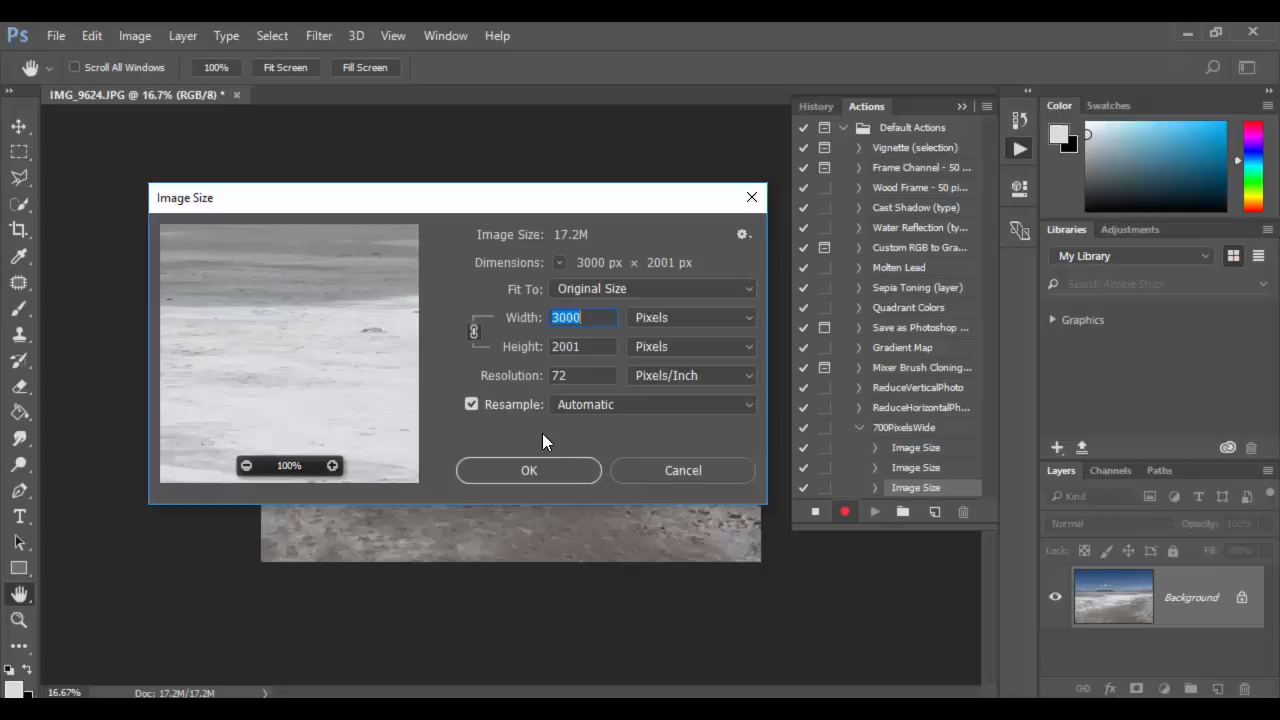 Ps File Edit Image Layer Type Select Filter 3D View Window Help
Scroll All Windows 100% Fit Screen Fill Screen
IMG_9624.JPG @ 16.7% (RGB/8) * ×
Image Size
Image Size: 17.2M
Dimensions: 3000 px × 2001 px
Fit To: Original Size
Width: 3000 Pixels
Height: 2001 Pixels
Resolution: 72 Pixels/Inch
Resample: Automatic
100%
OK Cancel
History Actions
Default Actions
Vignette (selection)
Frame Channel - 50 ...
Wood Frame - 50 pi...
Cast Shadow (type)
Water Reflection (ty...
Custom RGB to Gra...
Molten Lead
Sepia Toning (layer)
Quadrant Colors
Save as Photoshop ...
Gradient Map
Mixer Brush Cloning...
ReduceVerticalPhoto
ReduceHorizontalPh...
700PixelsWide
Image Size
Image Size
Image Size
Color Swatches
Libraries Adjustments
My Library
Search Adobe Stock
Graphics
Layers Channels Paths
Kind
Normal Opacity: 100%
Lock: Fill: 100%
Background
16.67% Doc: 17.2M/17.2M